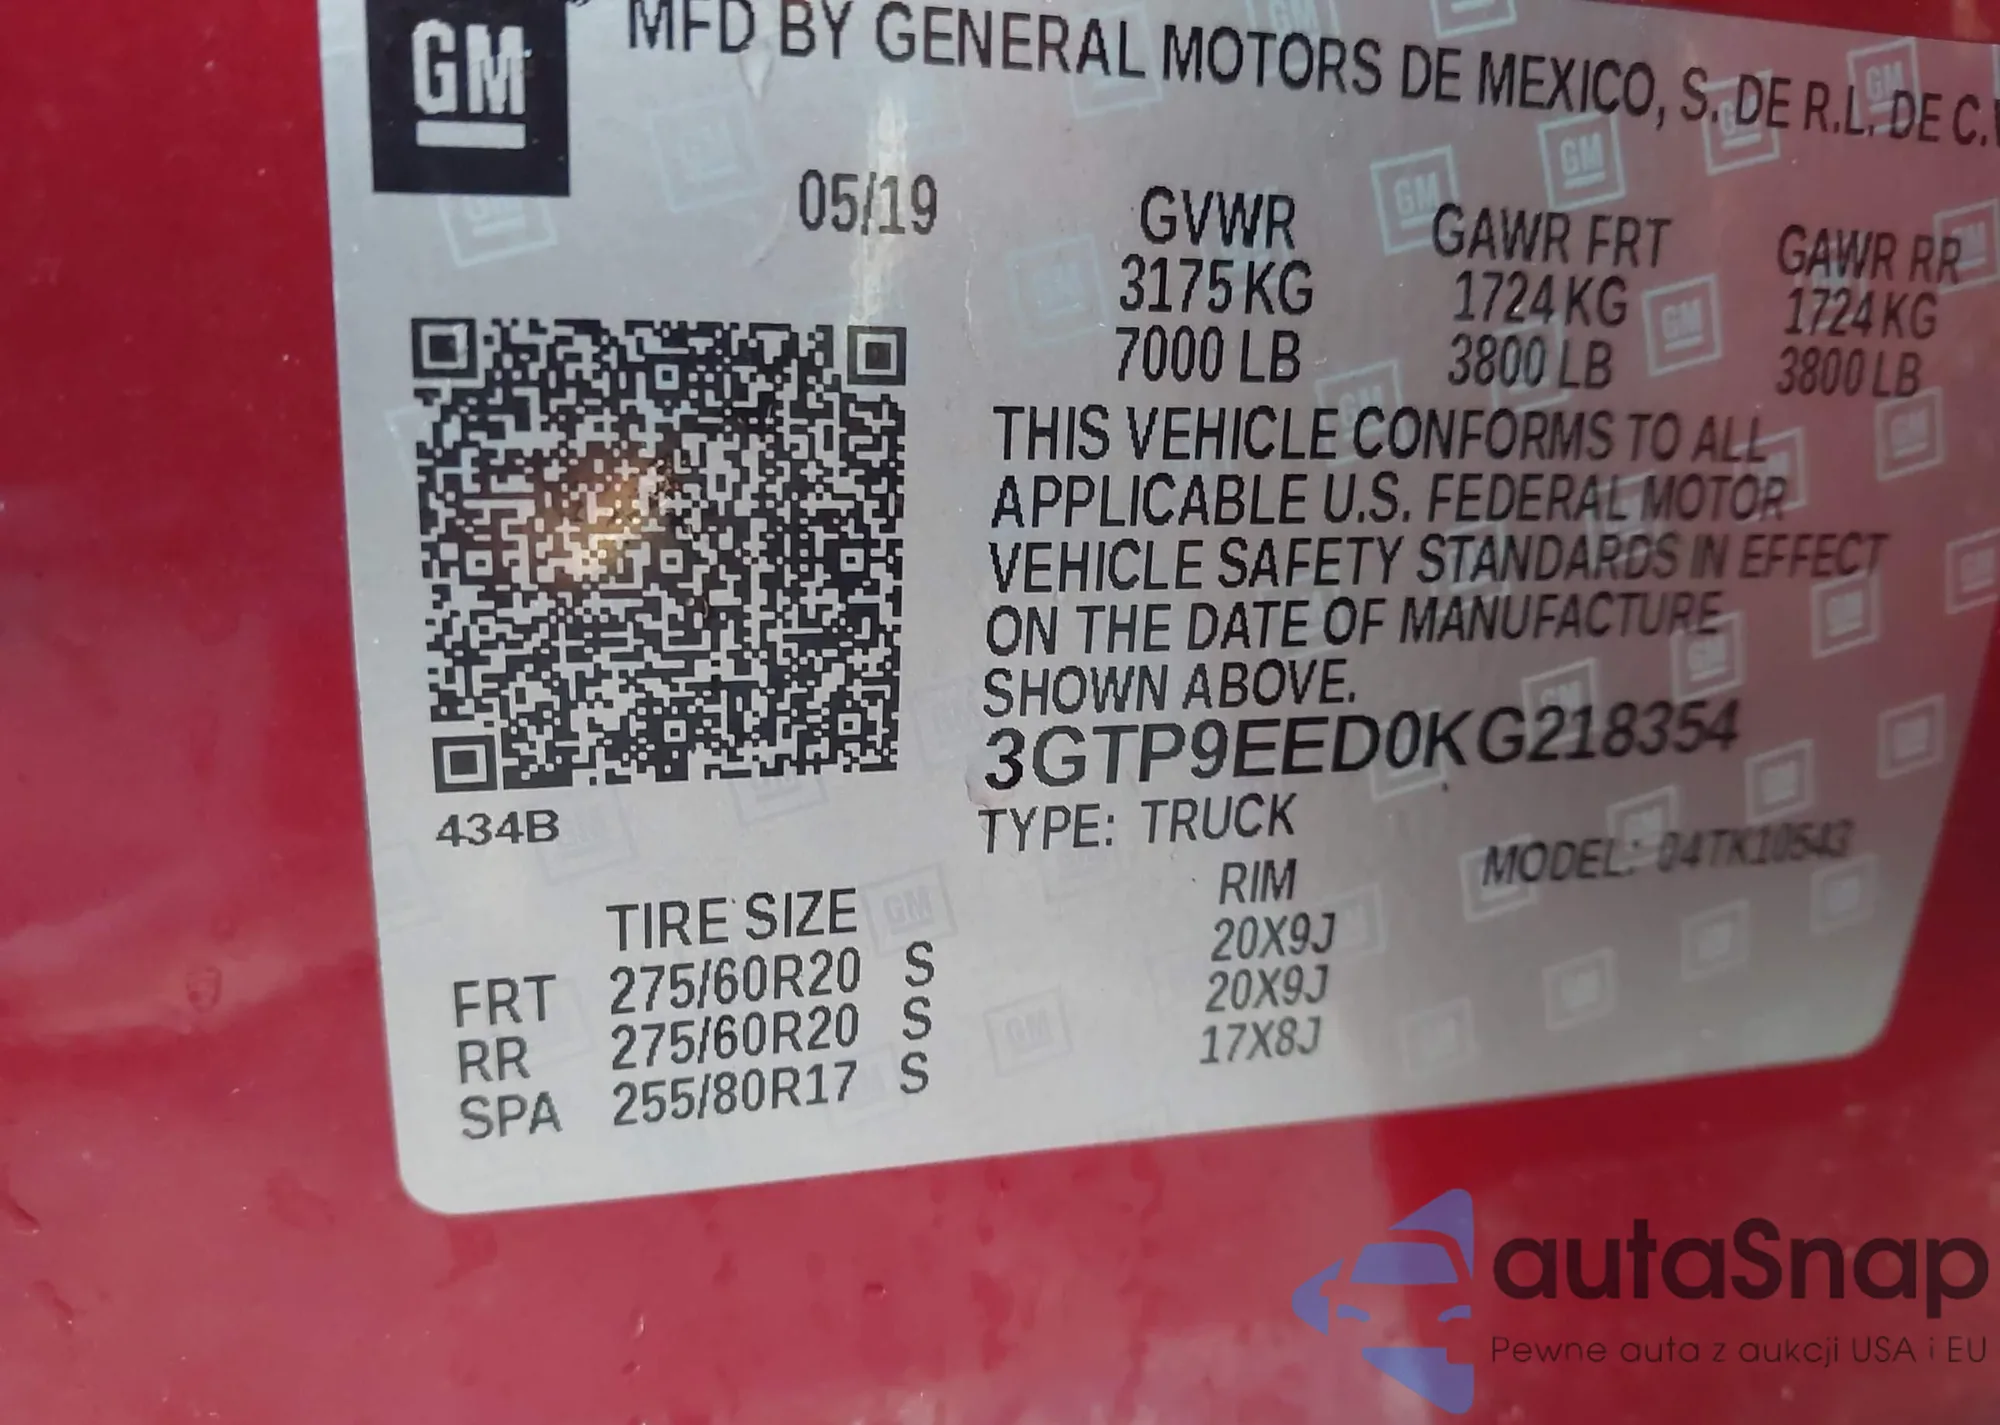 GM
MFD BY GENERAL MOTORS DE MEXICO, S. DE R.L. DE C.
05/19
GVWR GAWR FRT GAWR RR
3175 KG 1724 KG 1724 KG
7000 LB 3800 LB 3800 LB
THIS VEHICLE CONFORMS TO ALL
APPLICABLE U.S. FEDERAL MOTOR
VEHICLE SAFETY STANDARDS IN EFFECT
ON THE DATE OF MANUFACTURE
SHOWN ABOVE.
3GTP9EED0KG218354
434B
TYPE: TRUCK MODEL: 04TK10543
TIRE SIZE RIM
FRT 275/60R20 S 20X9J
RR 275/60R20 S 20X9J
SPA 255/80R17 S 17X8J
autaSnap
Pewne auta z aukcji USA i EU